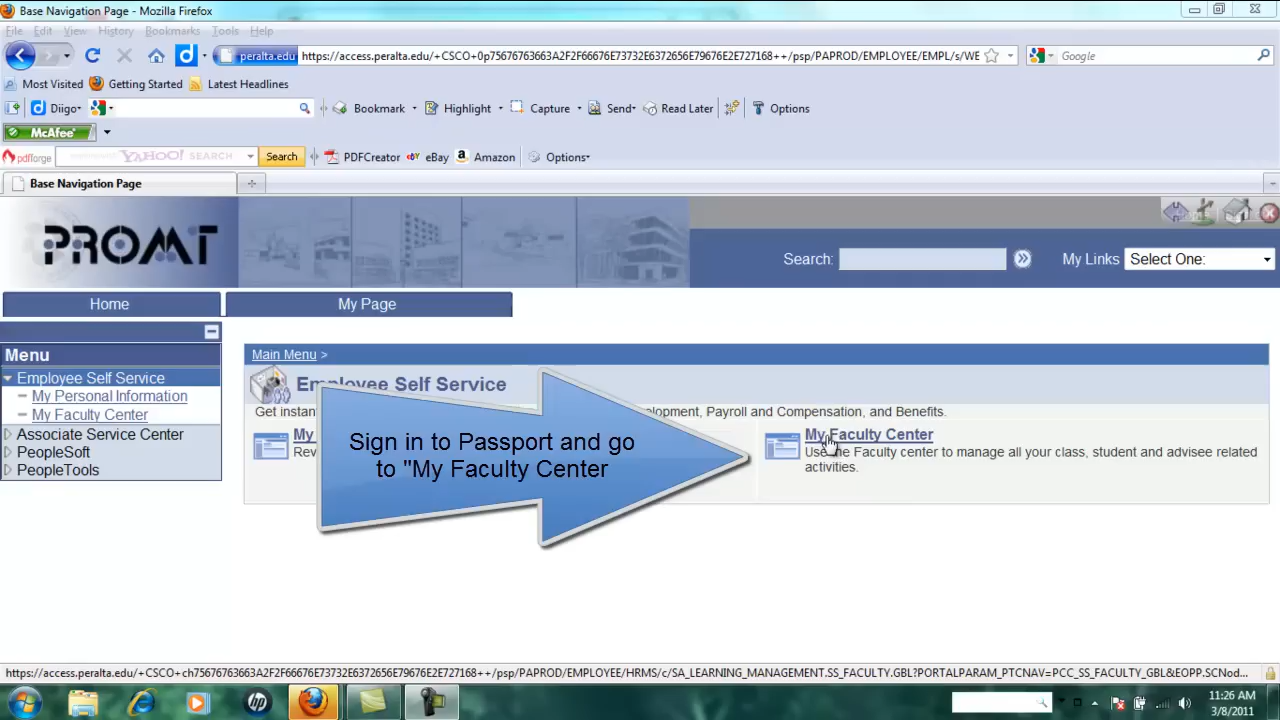 Base Navigation Page - Mozilla Firefox
File Edit View History Bookmarks Tools Help
peralta.edu https://access.peralta.edu/+CSCO+0p75676763663A2F2F66676E73732E6372656E79676E2E727168++/psp/PAPROD/EMPLOYEE/EMPL/s/WE Google
Most Visited Getting Started Latest Headlines
Diigo Bookmark Highlight Capture Send Read Later Options
McAfee
pdfforge YAHOO! SEARCH Search PDFCreator eBay Amazon Options
Base Navigation Page
PROMT
Search: My Links Select One:
Home My Page
Menu
Employee Self Service
My Personal Information
My Faculty Center
Associate Service Center
PeopleSoft
PeopleTools
Main Menu >
Employee Self Service
Get instan lopment, Payroll and Compensation, and Benefits.
My
Rev
Sign in to Passport and go
to "My Faculty Center
My Faculty Center
Use the Faculty center to manage all your class, student and advisee related
activities.
https://access.peralta.edu/+CSCO+ch75676763663A2F2F66676E73732E6372656E79676E2E727168++/psp/PAPROD/EMPLOYEE/HRMS/c/SA_LEARNING_MANAGEMENT.SS_FACULTY.GBL?PORTALPARAM_PTCNAV=PCC_SS_FACULTY_GBL&EOPP.SCNod...
11:26 AM
3/8/2011